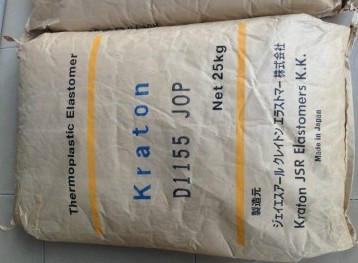 Thermoplastic Elastomer
Kraton
D1155 JOP
Net 25kg
製造元
ジェイエスアール クレイトン エラストマー株式会社
Kraton JSR Elastomers K.K.
Made in Japan